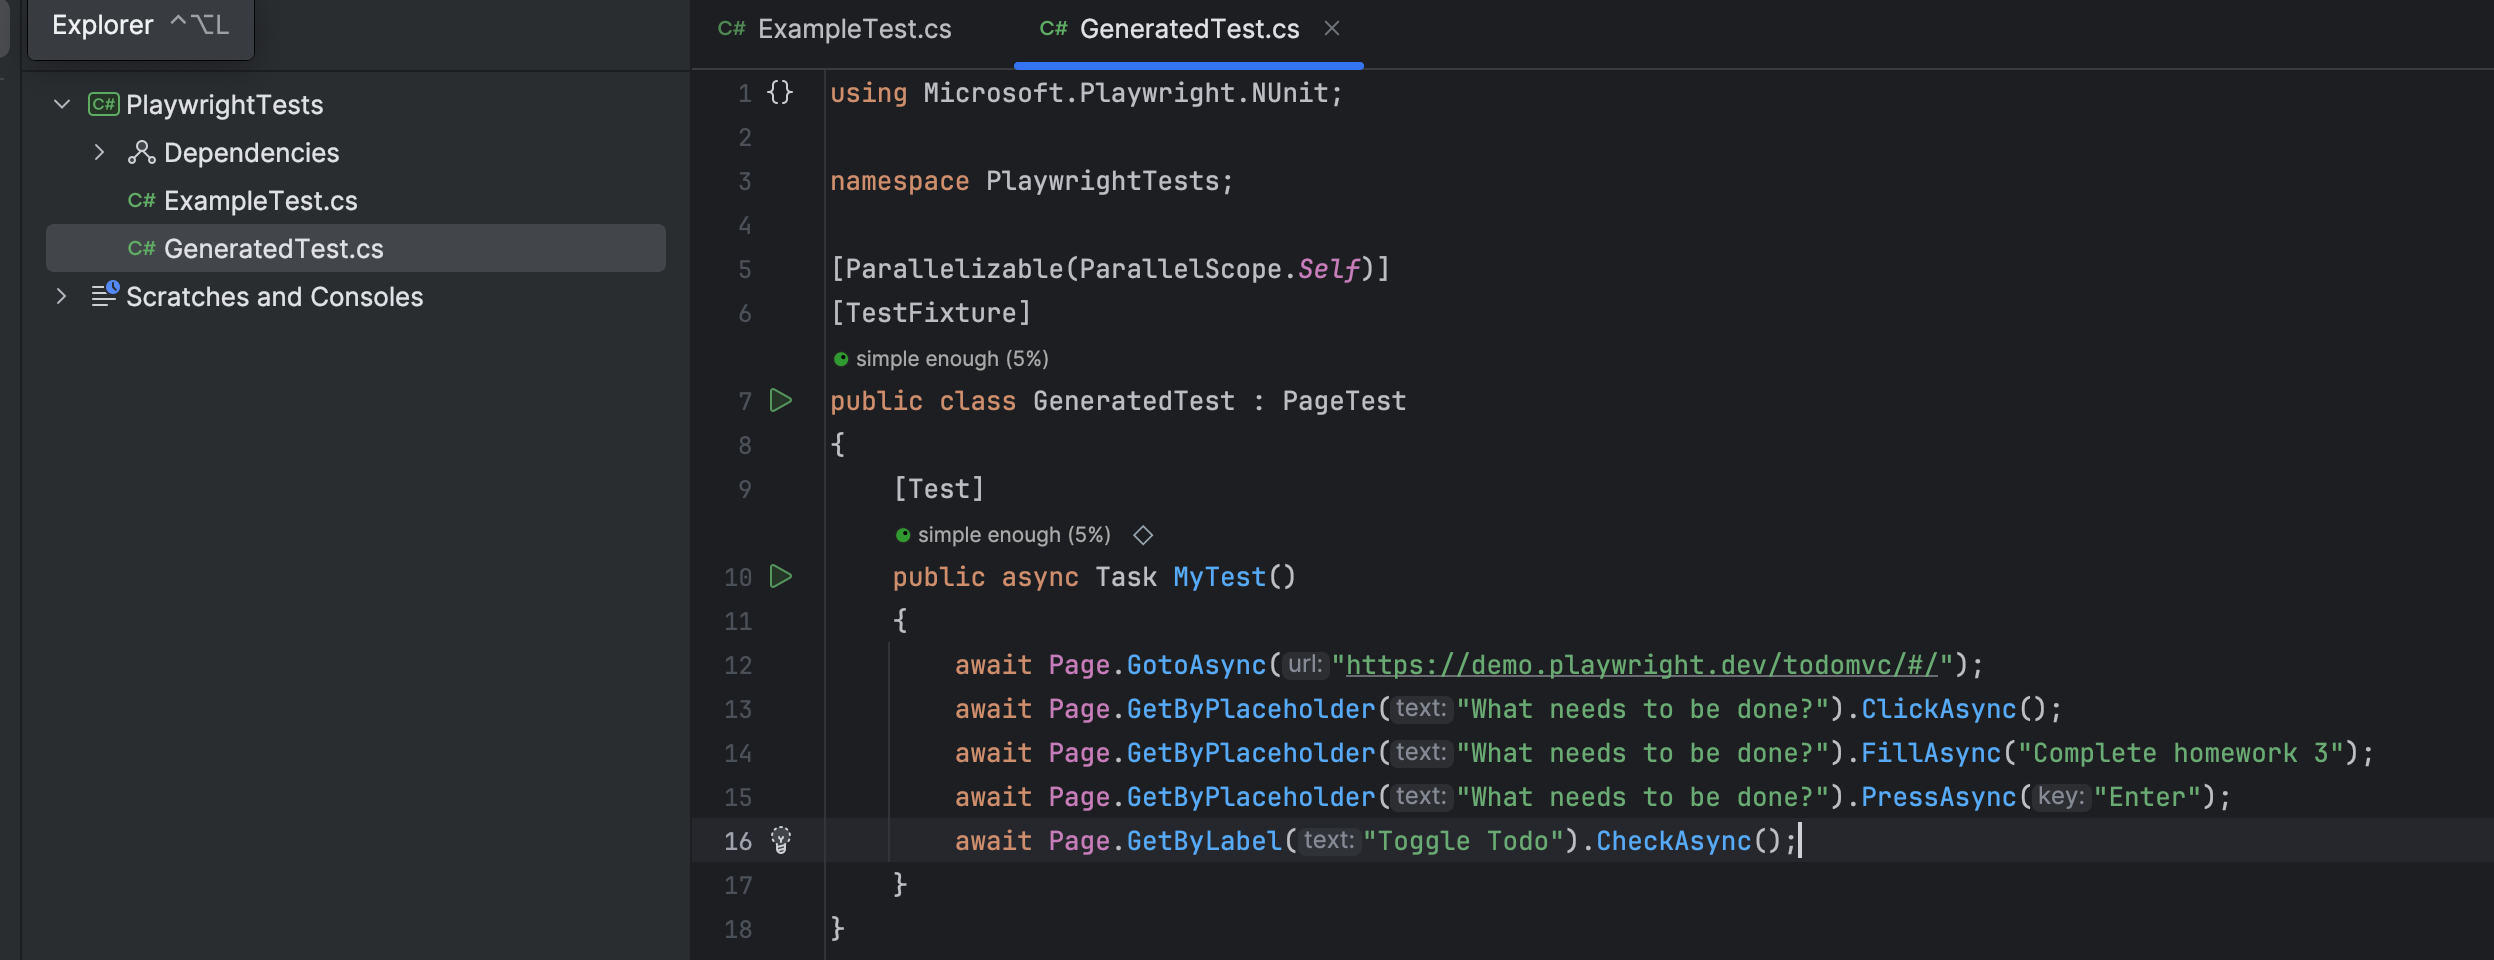 Explorer ^⌥L
PlaywrightTests
Dependencies
C# ExampleTest.cs
C# GeneratedTest.cs
Scratches and Consoles
C# ExampleTest.cs
C# GeneratedTest.cs ×
1 {} using Microsoft.Playwright.NUnit;
2
3 namespace PlaywrightTests;
4
5 [Parallelizable(ParallelScope.Self)]
6 [TestFixture]
simple enough (5%)
7 public class GeneratedTest : PageTest
8 {
9 [Test]
simple enough (5%)
10 public async Task MyTest()
11 {
12 await Page.GotoAsync(url:"https://demo.playwright.dev/todomvc/#/");
13 await Page.GetByPlaceholder(text:"What needs to be done?").ClickAsync();
14 await Page.GetByPlaceholder(text:"What needs to be done?").FillAsync("Complete homework 3");
15 await Page.GetByPlaceholder(text:"What needs to be done?").PressAsync(key:"Enter");
16 await Page.GetByLabel(text:"Toggle Todo").CheckAsync();
17 }
18 }